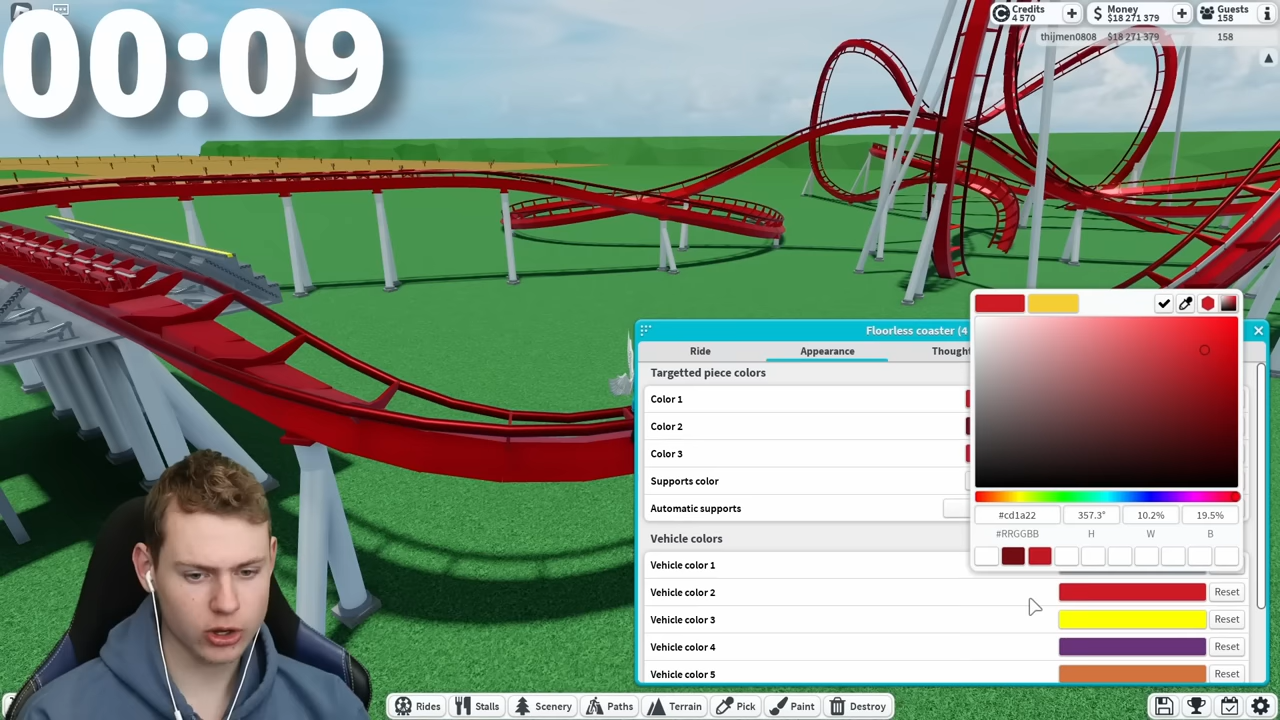 00:09
Credits
4 570
Money
$18 271 379
Guests
158
thijmen0808 $18 271 379 158
Floorless coaster (4
Ride Appearance Thought
Targetted piece colors
Color 1
Color 2
Color 3
Supports color
Automatic supports
#cd1a22 357.3° 10.2% 19.5%
#RRGGBB H W B
Vehicle colors
Vehicle color 1
Vehicle color 2 Reset
Vehicle color 3 Reset
Vehicle color 4 Reset
Vehicle color 5 Reset
Rides Stalls Scenery Paths Terrain Pick Paint Destroy